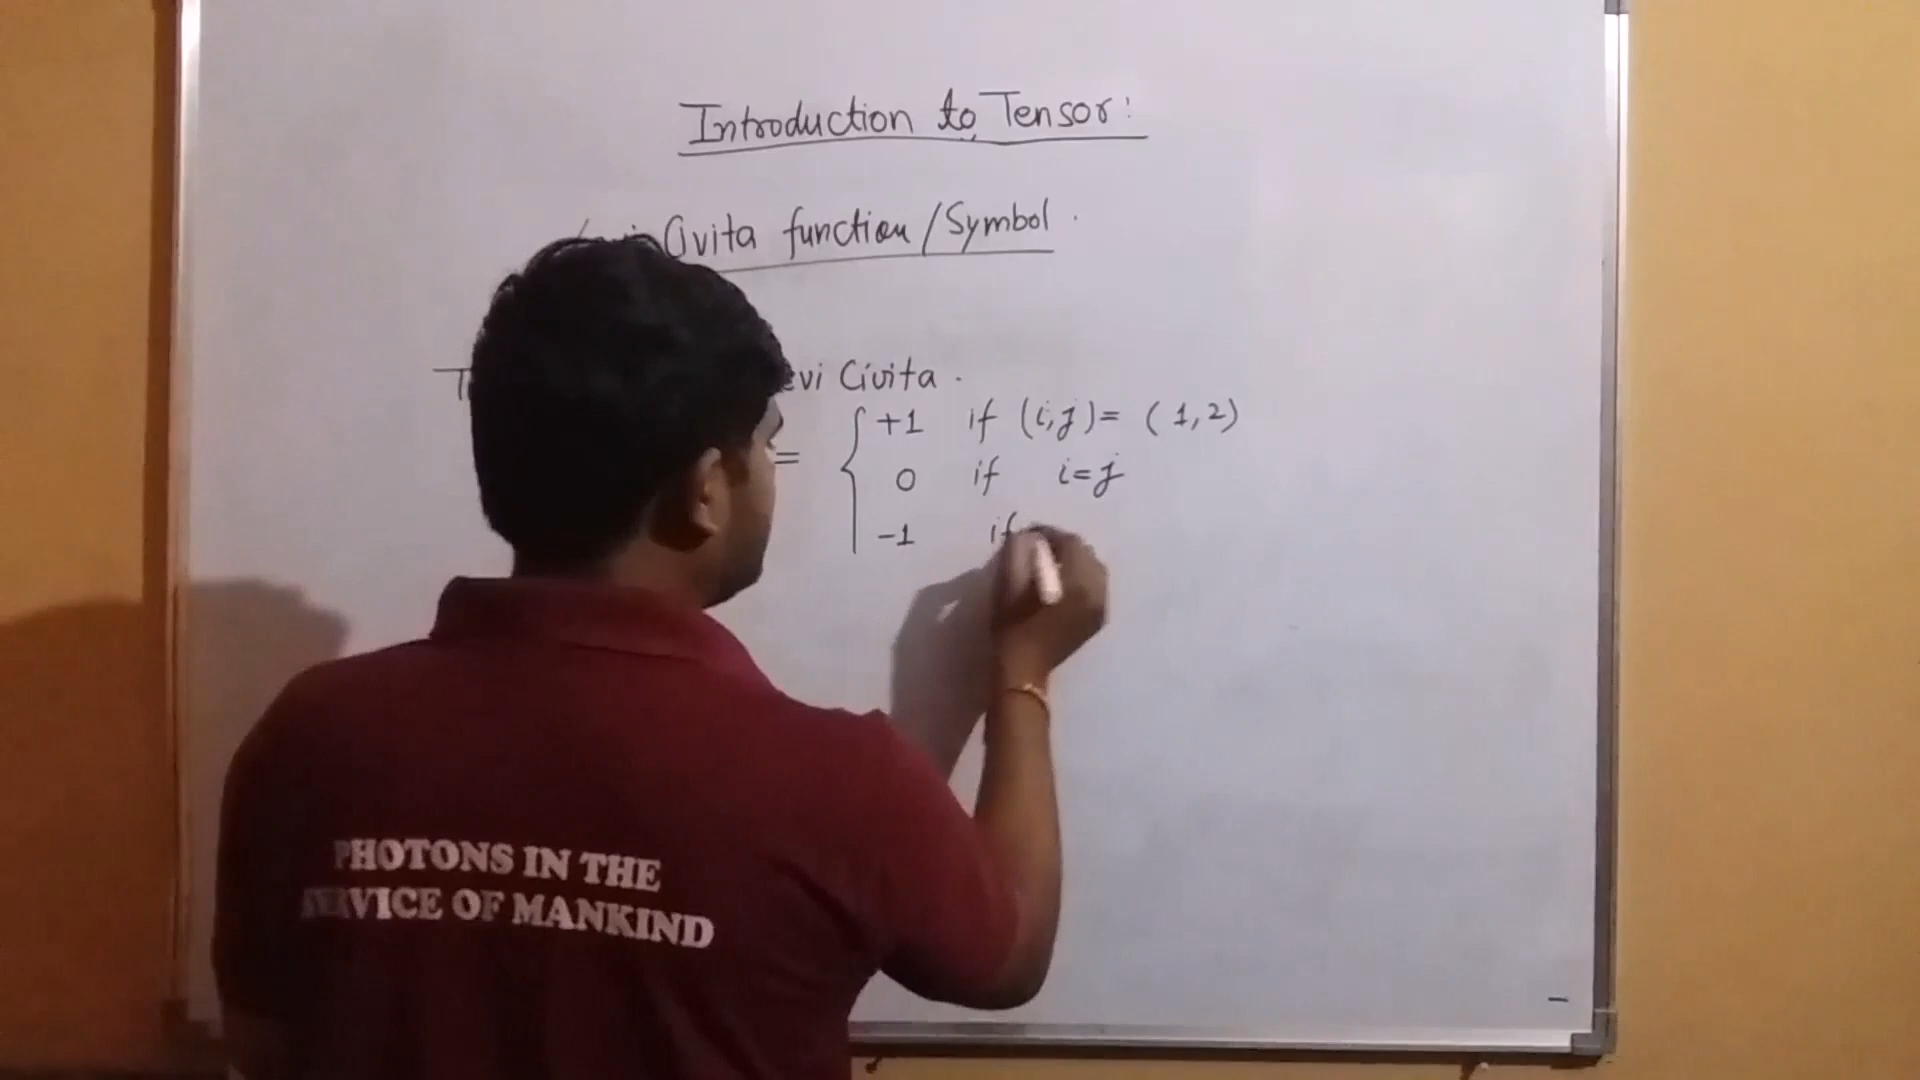 Introduction to Tensor:
Civita function / Symbol.
Civita.
= { +1 if (i,j) = (1,2)
0 if i=j
-1 if
PHOTONS IN THE
SERVICE OF MANKIND